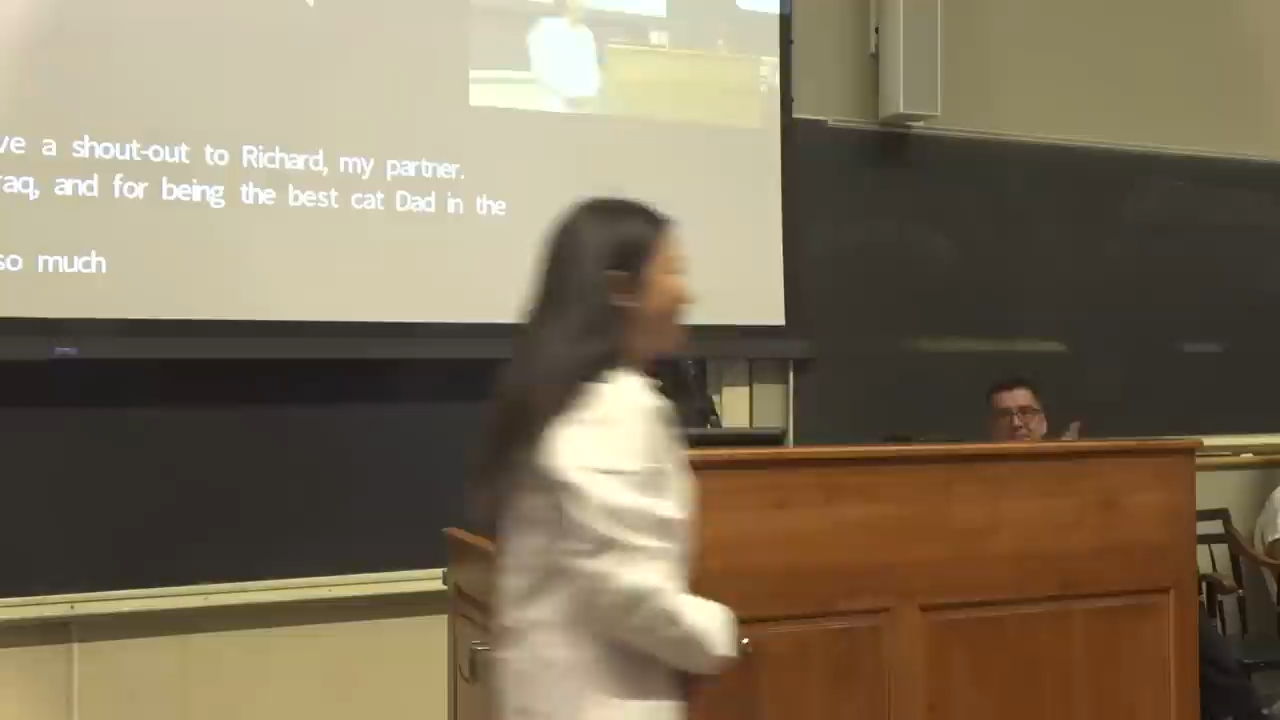 ve a shout-out to Richard, my partner.
raq, and for being the best cat Dad in the
so much